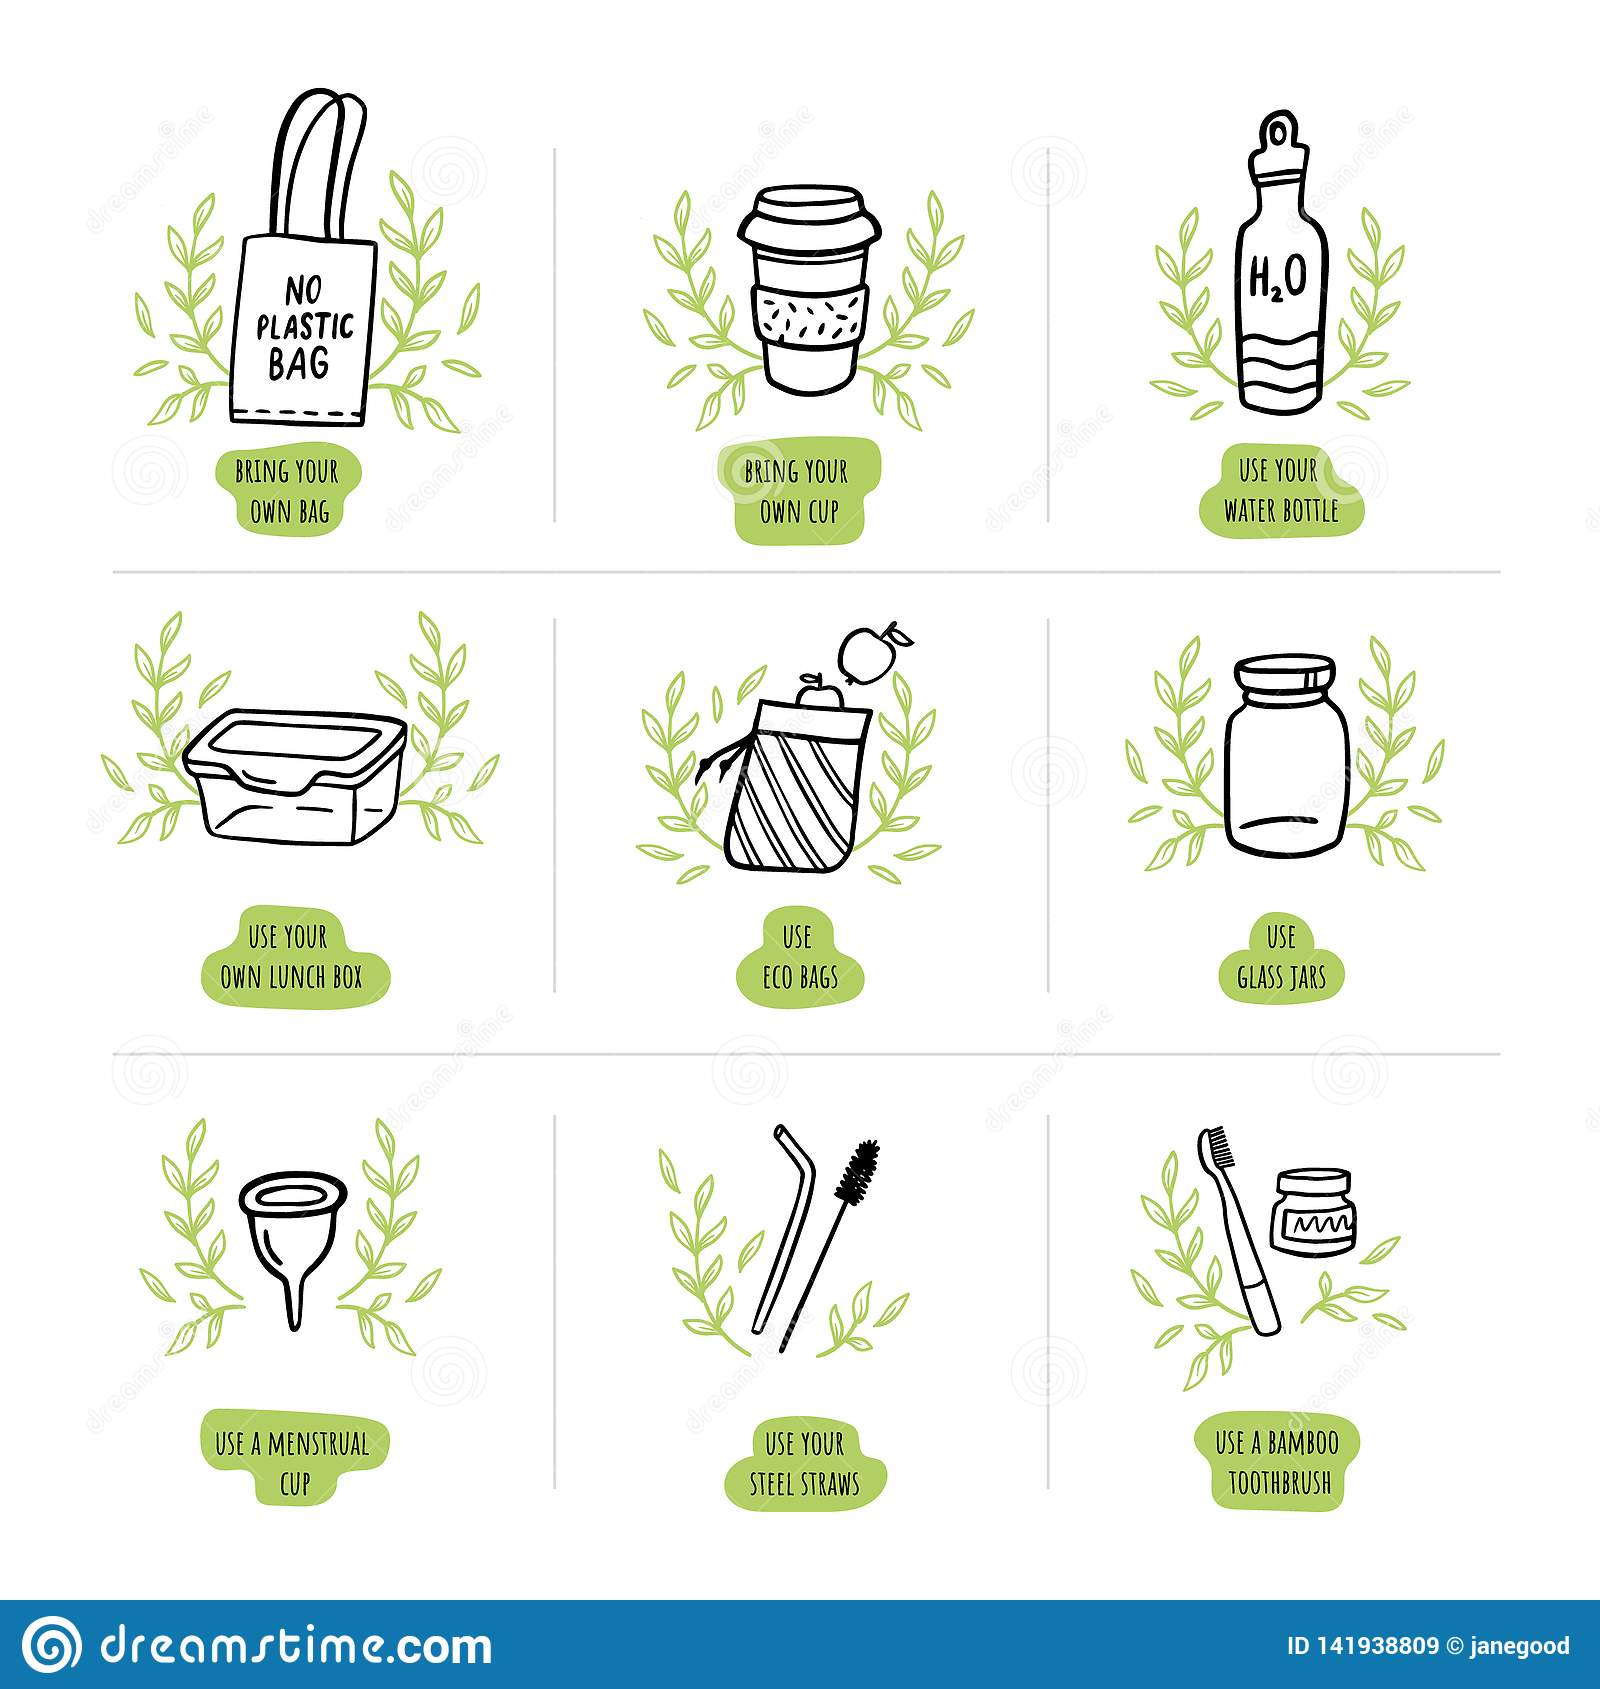 NO
PLASTIC
BAG
BRING YOUR
OWN BAG
BRING YOUR
OWN CUP
H₂O
USE YOUR
WATER BOTTLE
USE YOUR
OWN LUNCH BOX
USE
ECO BAGS
USE
GLASS JARS
USE A MENSTRUAL
CUP
USE YOUR
STEEL STRAWS
USE A BAMBOO
TOOTHBRUSH
dreamstime.com
ID 141938809 © janegood